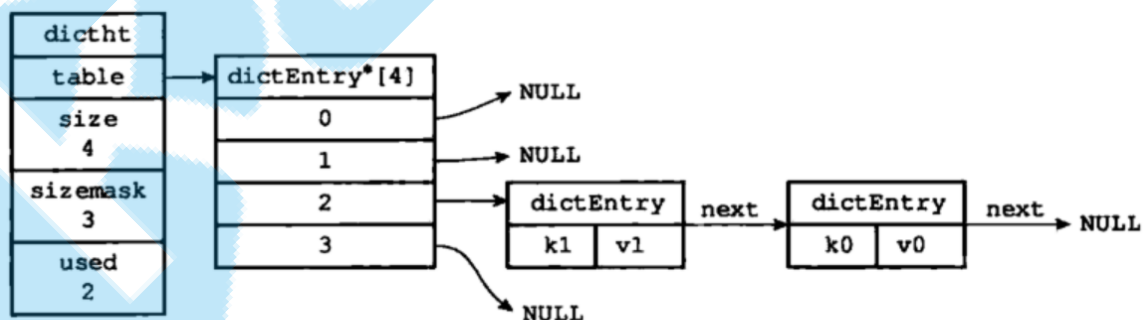 dictht
table
size
4
sizemask
3
used
2
dictEntry*[4]
0
1
2
3
NULL
NULL
dictEntry
k1 v1
next
dictEntry
k0 v0
next
NULL
NULL